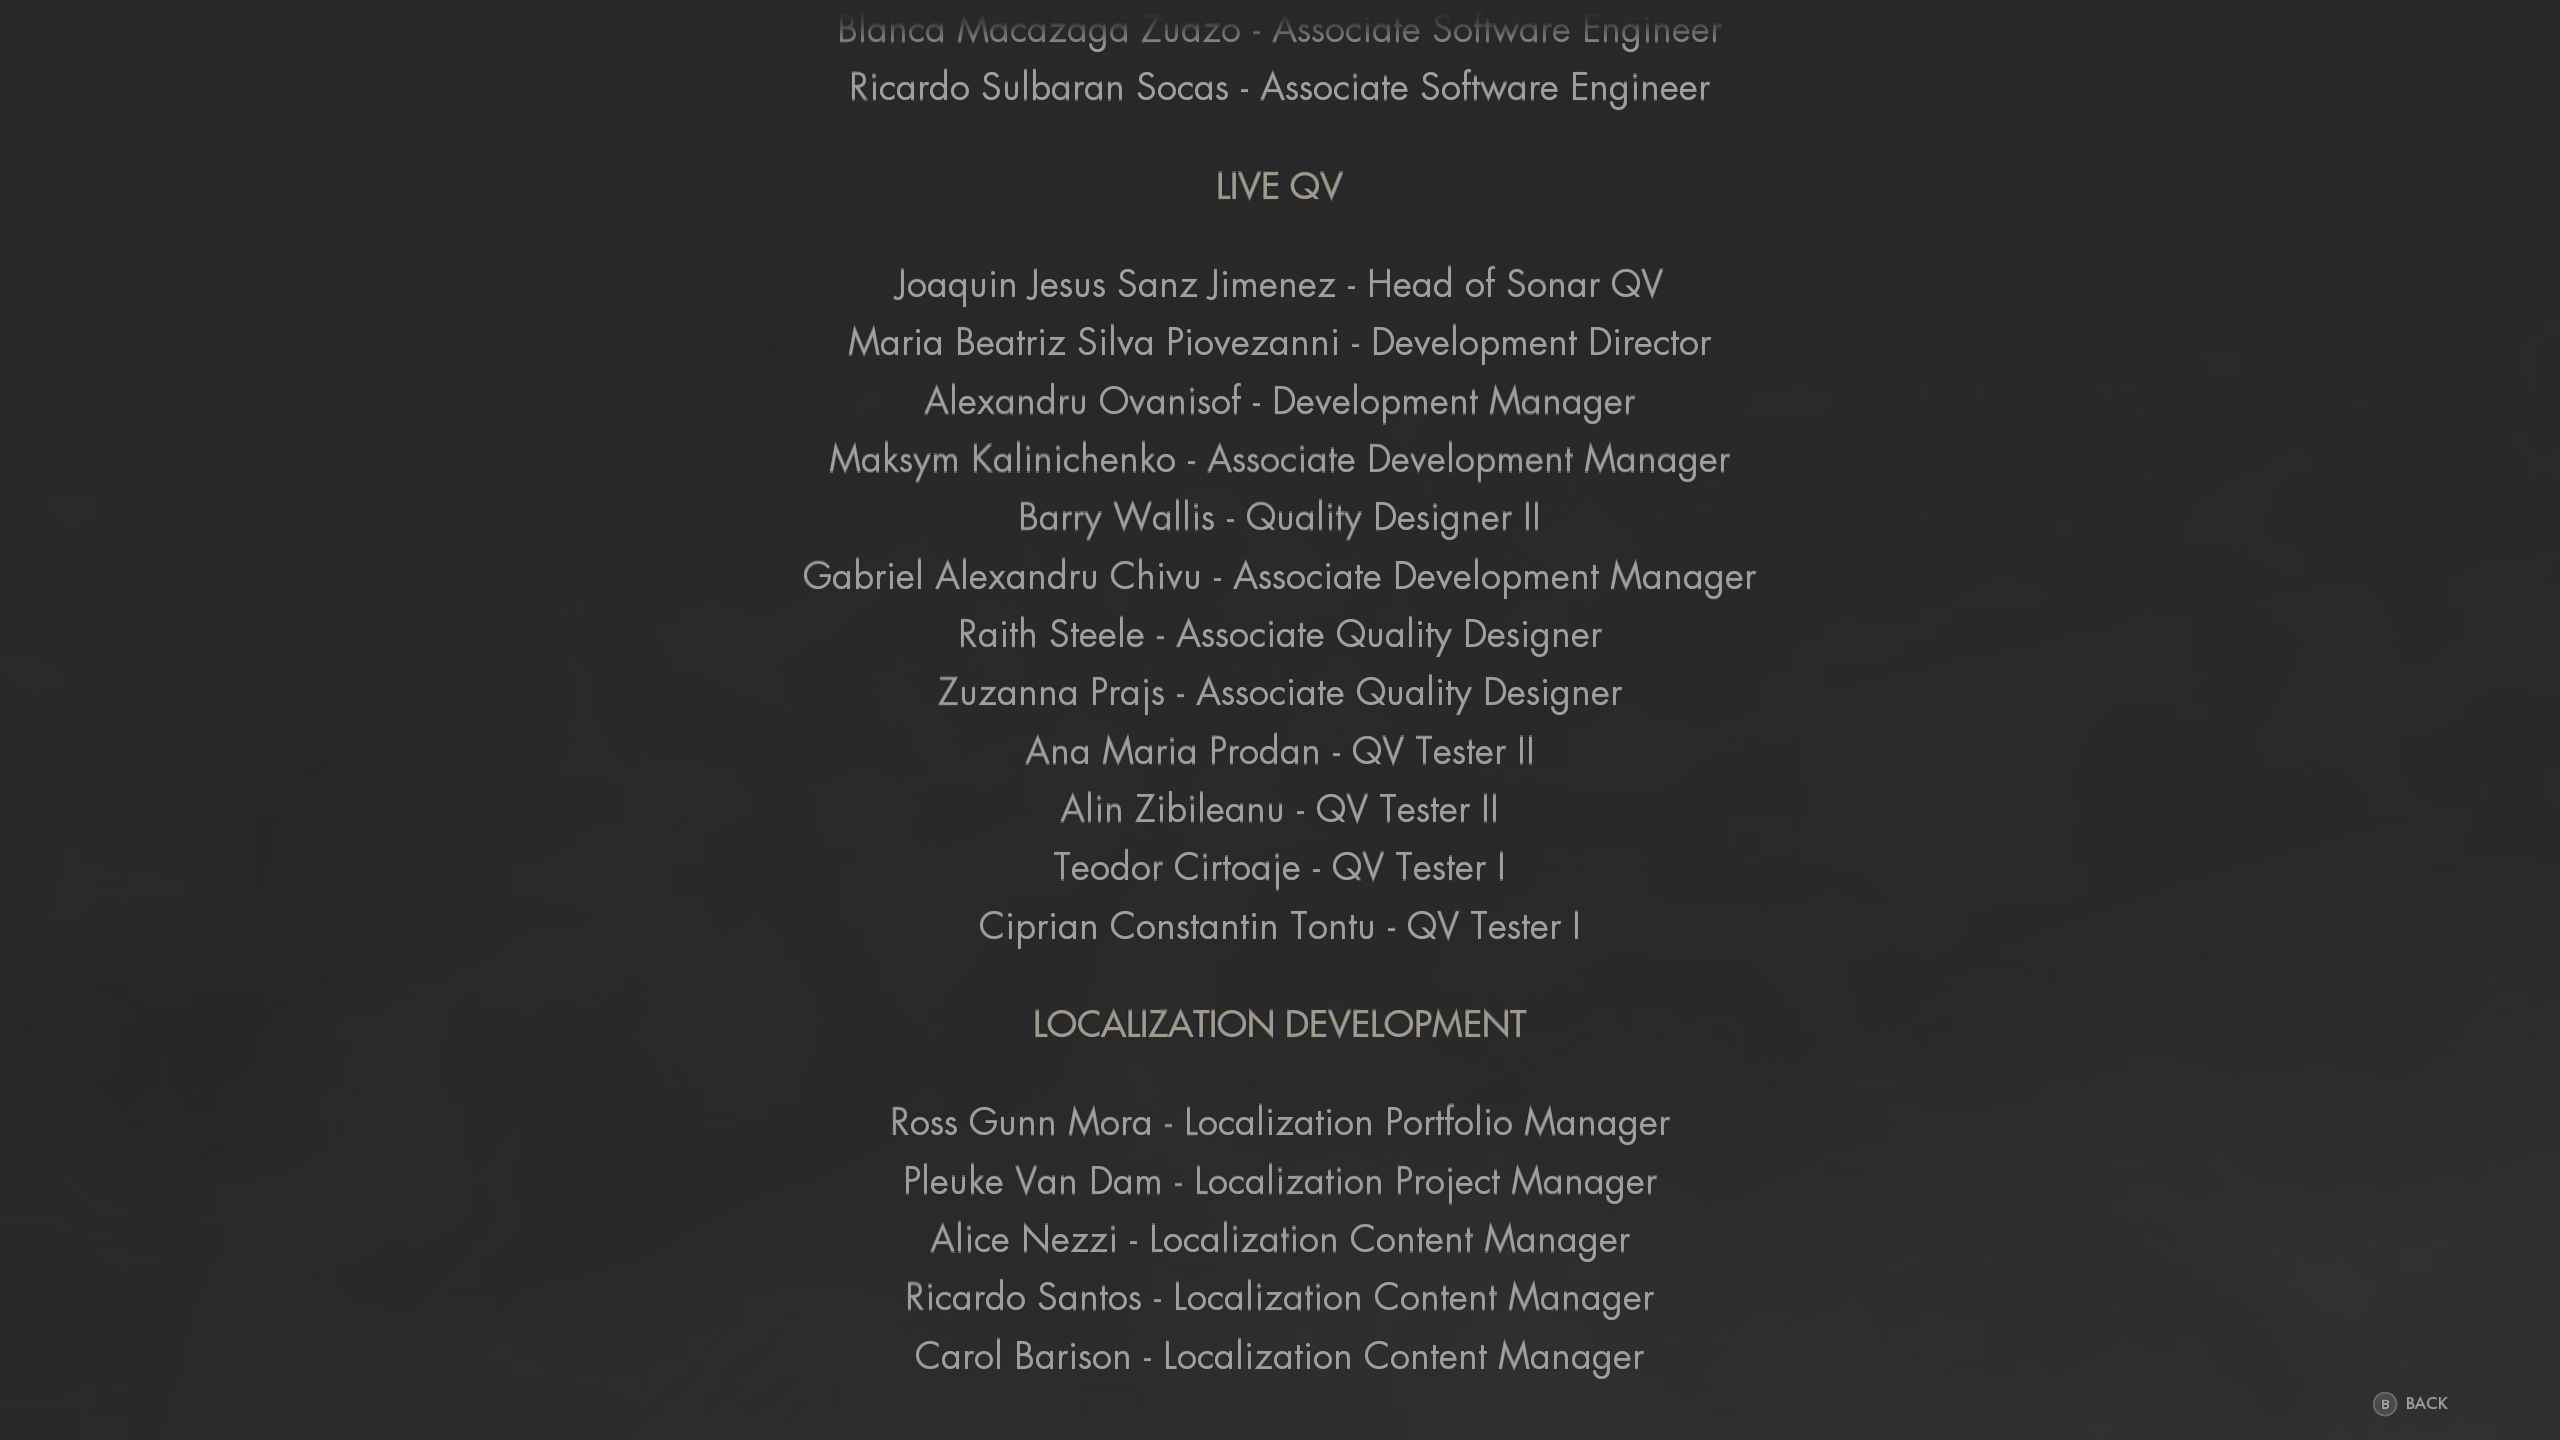 Blanca Macazaga Zuazo - Associate Software Engineer
Ricardo Sulbaran Socas - Associate Software Engineer
LIVE QV
Joaquin Jesus Sanz Jimenez - Head of Sonar QV
Maria Beatriz Silva Piovezanni - Development Director
Alexandru Ovanisof - Development Manager
Maksym Kalinichenko - Associate Development Manager
Barry Wallis - Quality Designer II
Gabriel Alexandru Chivu - Associate Development Manager
Raith Steele - Associate Quality Designer
Zuzanna Prajs - Associate Quality Designer
Ana Maria Prodan - QV Tester II
Alin Zibileanu - QV Tester II
Teodor Cirtoaje - QV Tester I
Ciprian Constantin Tontu - QV Tester I
LOCALIZATION DEVELOPMENT
Ross Gunn Mora - Localization Portfolio Manager
Pleuke Van Dam - Localization Project Manager
Alice Nezzi - Localization Content Manager
Ricardo Santos - Localization Content Manager
Carol Barison - Localization Content Manager
B BACK